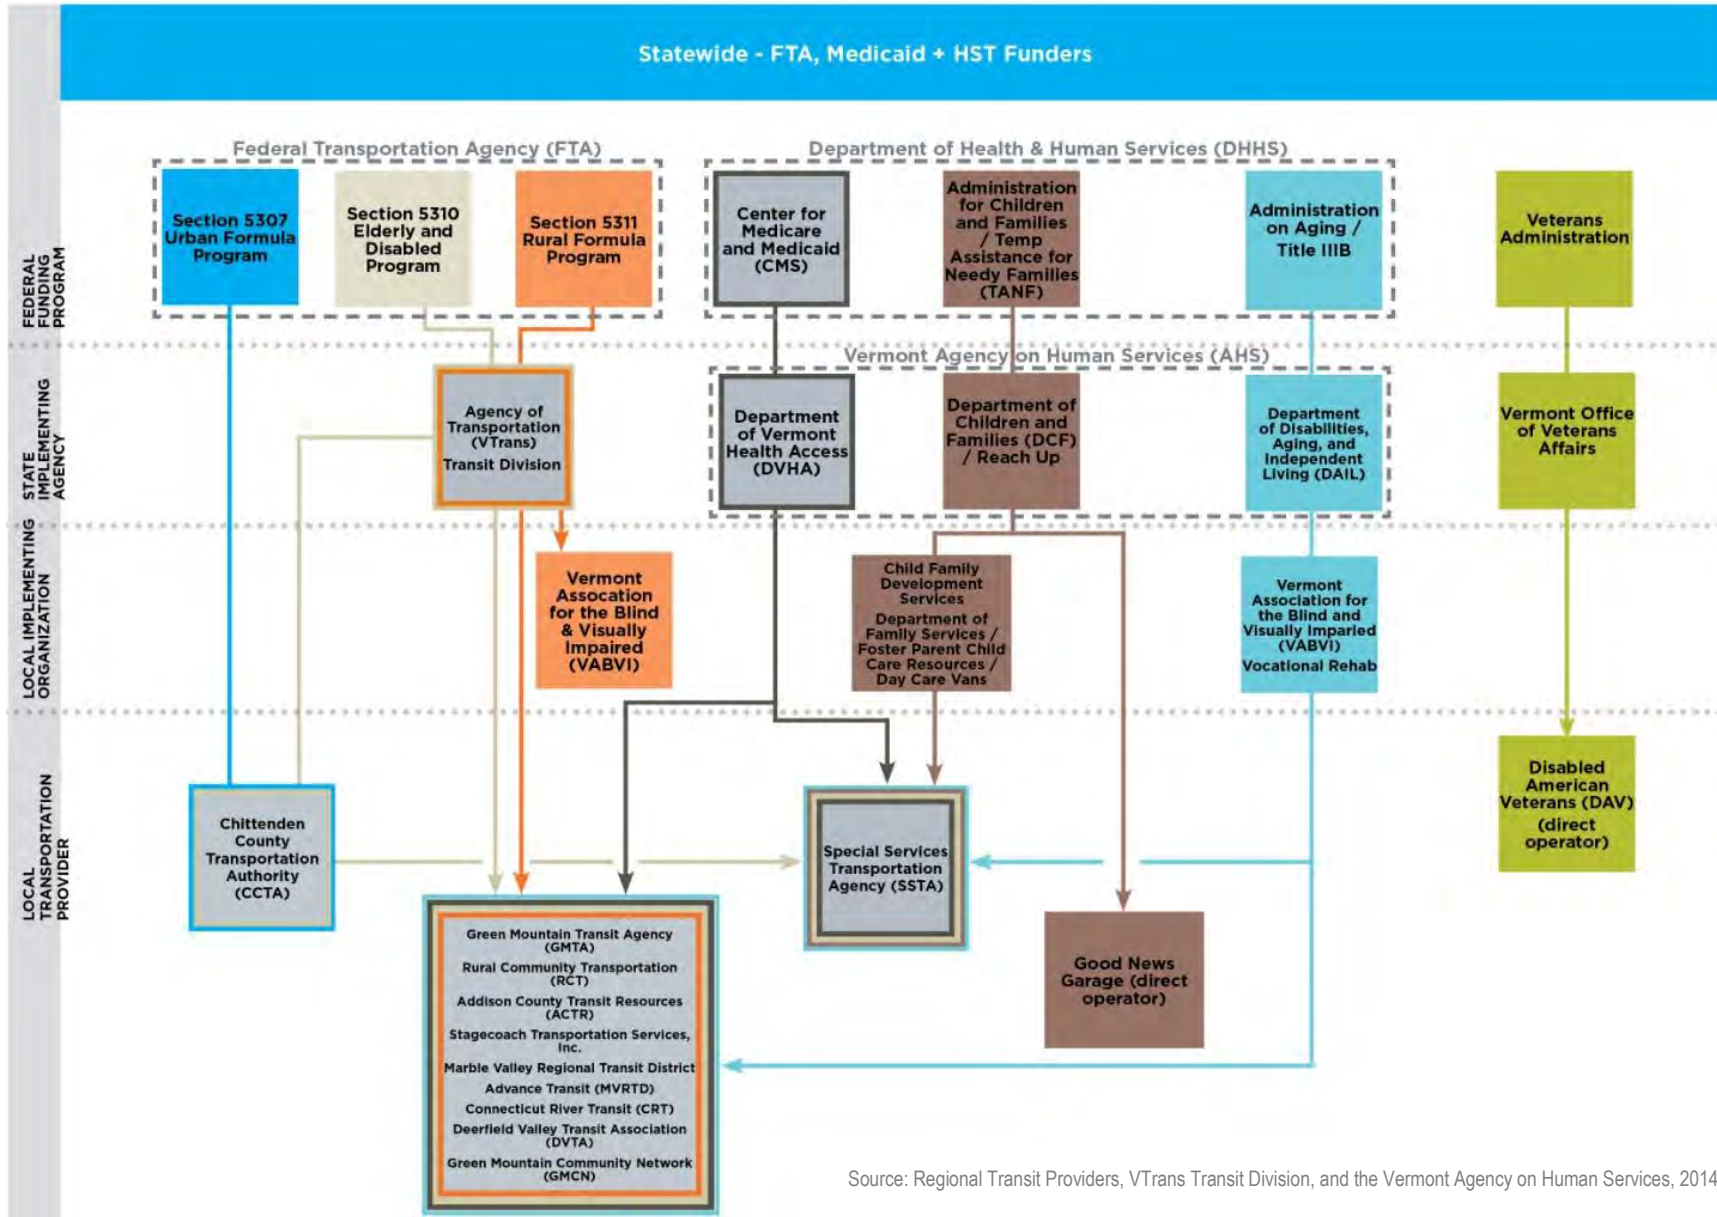 Statewide - FTA, Medicaid + HST Funders
Federal Transportation Agency (FTA)
Department of Health & Human Services (DHHS)
FEDERAL
FUNDING
PROGRAM
Section 5307
Urban Formula
Program
Section 5310
Elderly and
Disabled
Program
Section 5311
Rural Formula
Program
Center for
Medicare
and Medicaid
(CMS)
Administration
for Children
and Families
/ Temp
Assistance for
Needy Families
(TANF)
Administration
on Aging /
Title IIIB
Veterans
Administration
Vermont Agency on Human Services (AHS)
STATE
IMPLEMENTING
AGENCY
Agency of
Transportation
(VTrans)
Transit Division
Department
of Vermont
Health Access
(DVHA)
Department of
Children and
Families (DCF)
/ Reach Up
Department
of Disabilities,
Aging, and
Independent
Living (DAIL)
Vermont Office
of Veterans
Affairs
LOCAL IMPLEMENTING
ORGANIZATION
Vermont
Assocation
for the Blind
& Visually
Impaired
(VABVI)
Child Family
Development
Services
Department of
Family Services /
Foster Parent Child
Care Resources /
Day Care Vans
Vermont
Association for
the Blind and
Visually Imparied
(VABVI)
Vocational Rehab
LOCAL
TRANSPORTATION
PROVIDER
Chittenden
County
Transportation
Authority
(CCTA)
Special Services
Transportation
Agency (SSTA)
Disabled
American
Veterans (DAV)
(direct
operator)
Green Mountain Transit Agency
(GMTA)
Rural Community Transportation
(RCT)
Addison County Transit Resources
(ACTR)
Stagecoach Transportation Services,
Inc.
Marble Valley Regional Transit District
Advance Transit (MVRTD)
Connecticut River Transit (CRT)
Deerfield Valley Transit Association
(DVTA)
Green Mountain Community Network
(GMCN)
Good News
Garage (direct
operator)
Source: Regional Transit Providers, VTrans Transit Division, and the Vermont Agency on Human Services, 2014